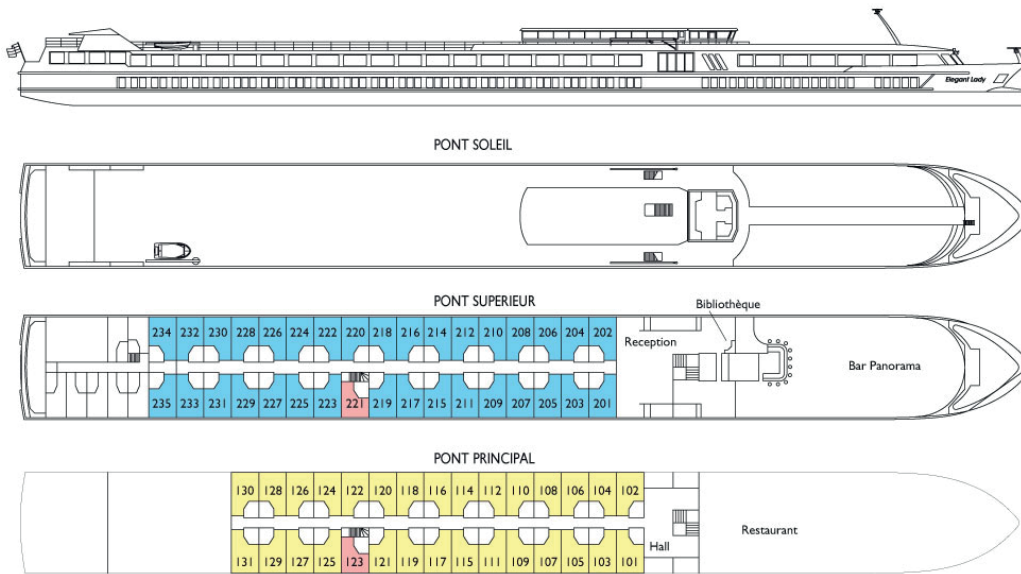 Elegant Lady
PONT SOLEIL
PONT SUPERIEUR
Bibliothèque
234 232 230 228 226 224 222 220 218 216 214 212 210 208 206 204 202
Reception
Bar Panorama
235 233 231 229 227 225 223 221 219 217 215 211 209 207 205 203 201
PONT PRINCIPAL
130 128 126 124 122 120 118 116 114 112 110 108 106 104 102
Restaurant
Hall
131 129 127 125 123 121 119 117 115 111 109 107 105 103 101